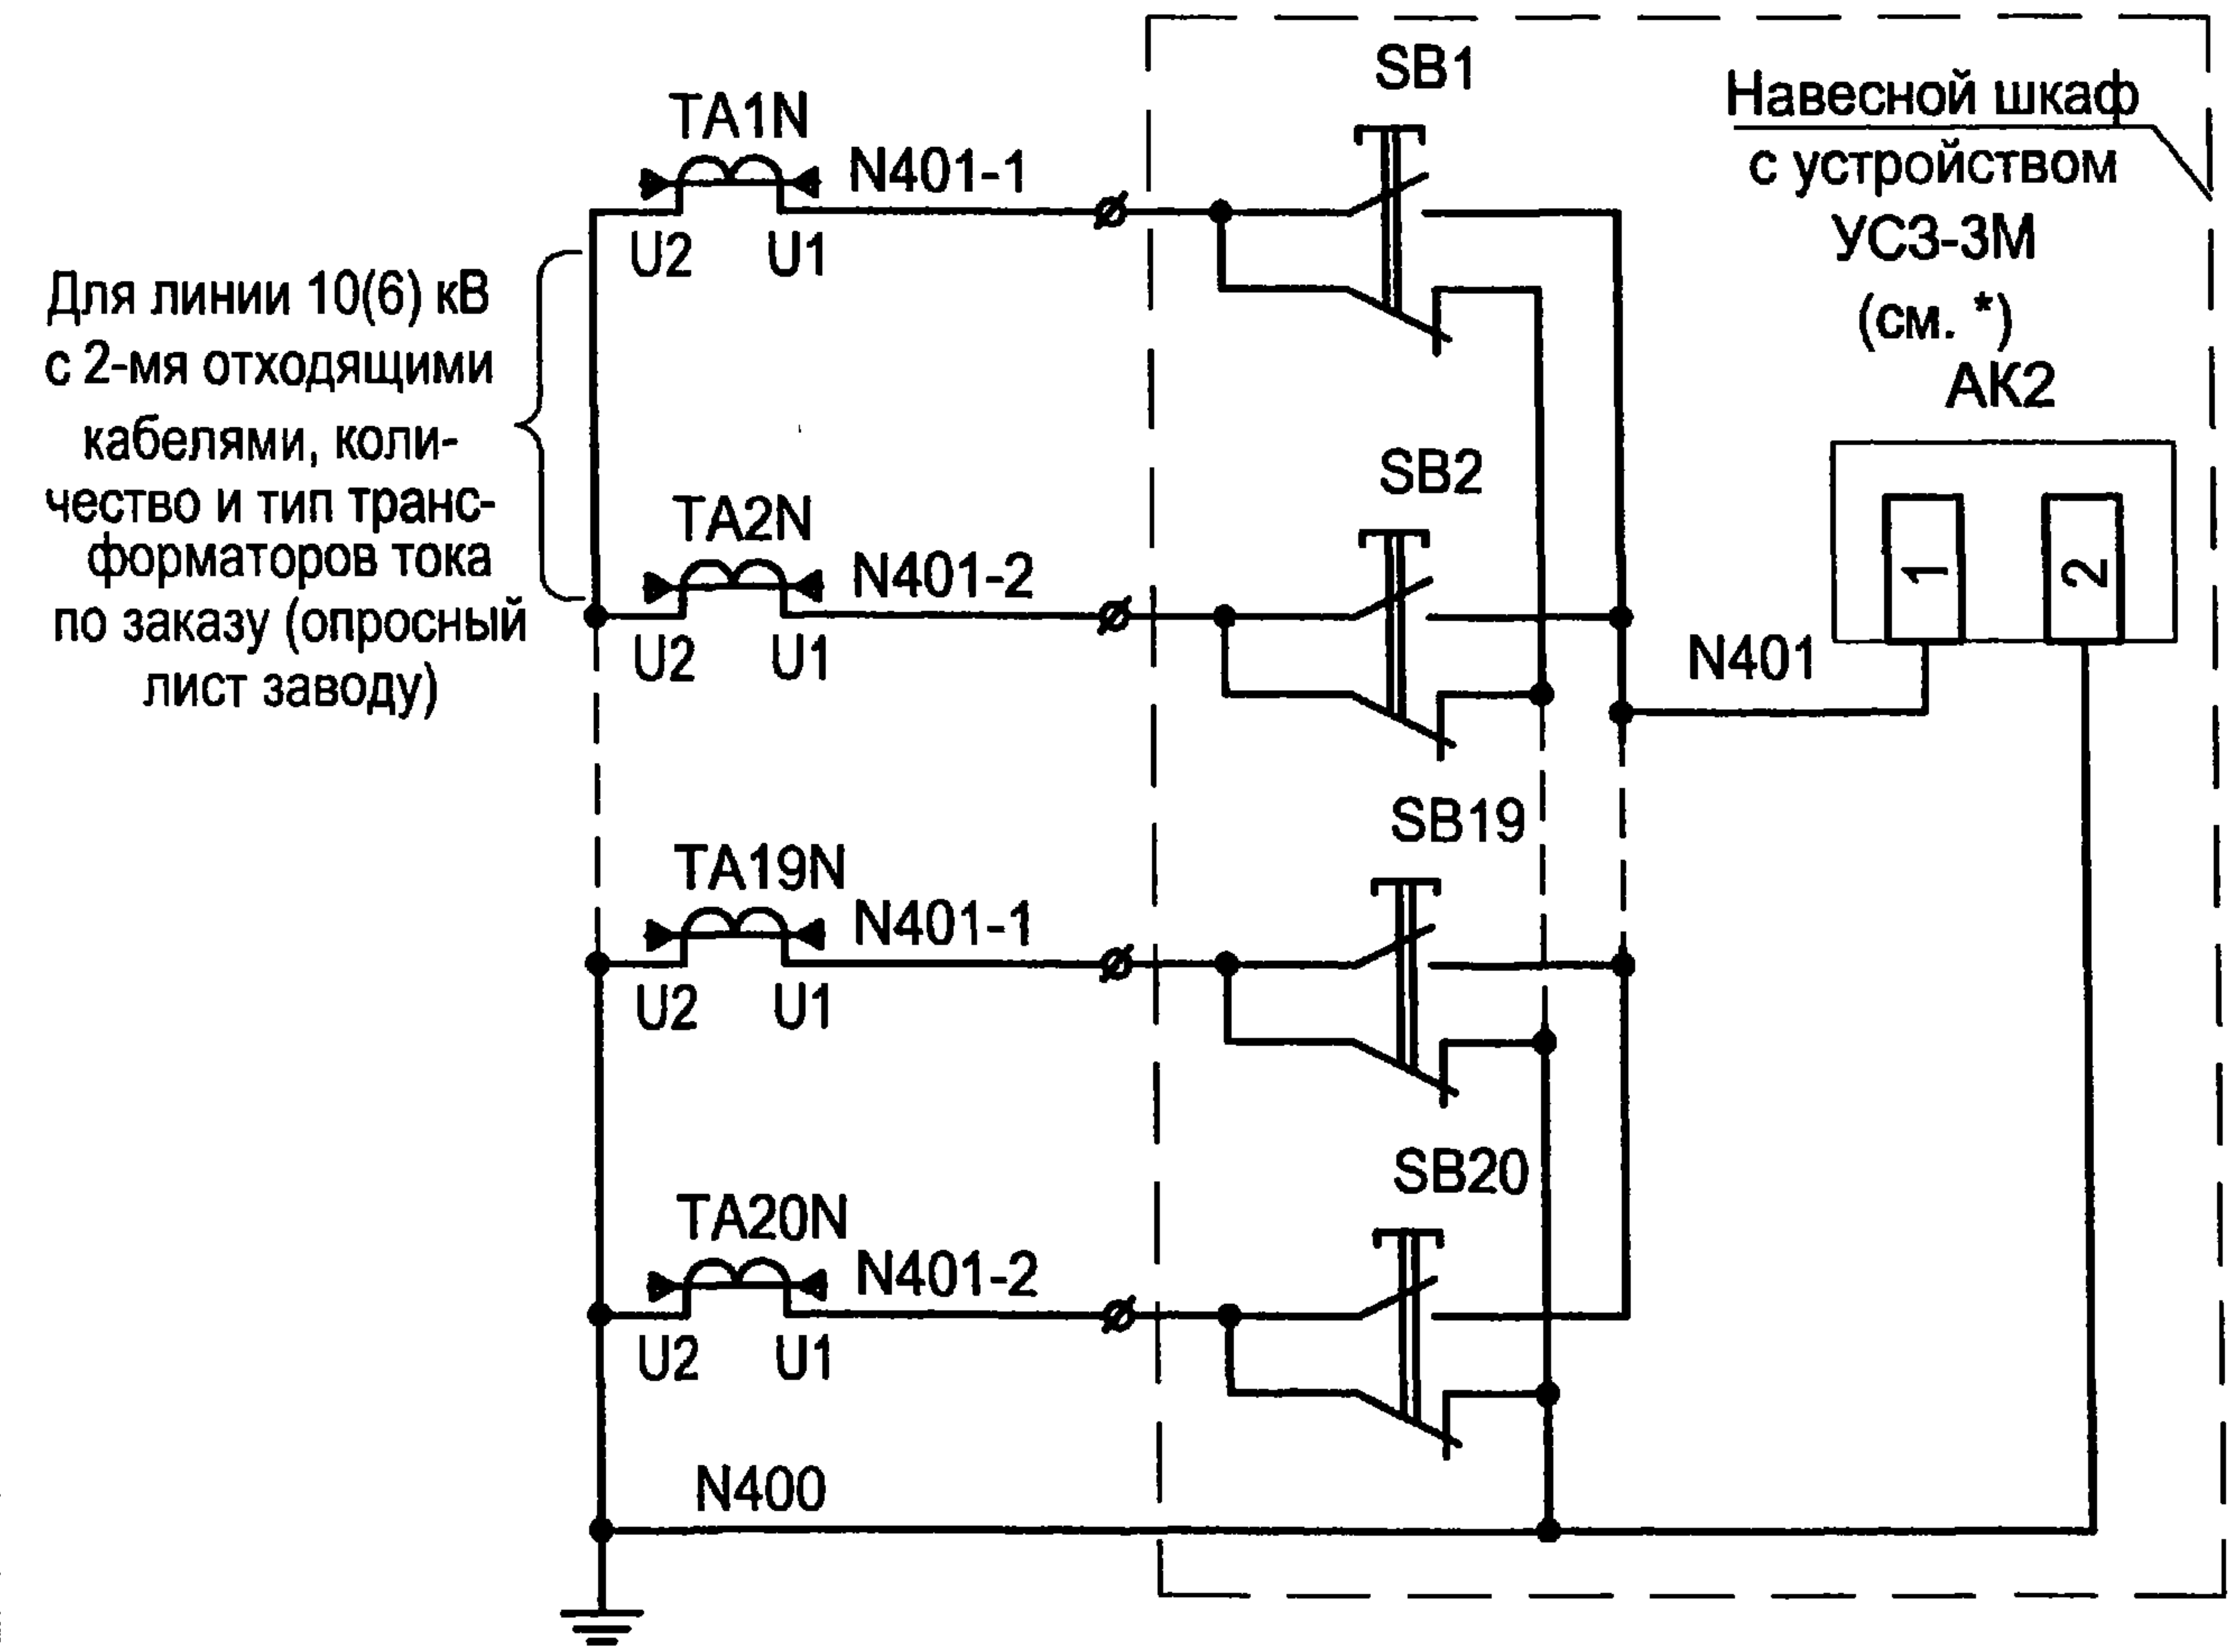 SB1
Навесной шкаф
с устройством
УСЗ-3М
(см. *)
АК2
TA1N
N401-1
U2
U1
Для линии 10(6) кВ
с 2-мя отходящими
кабелями, коли-
чество и тип транс-
форматоров тока
по заказу (опросный
лист заводу)
SB2
TA2N
N401-2
U2
U1
1
2
N401
SB19
TA19N
N401-1
U2
U1
SB20
TA20N
N401-2
U2
U1
N400